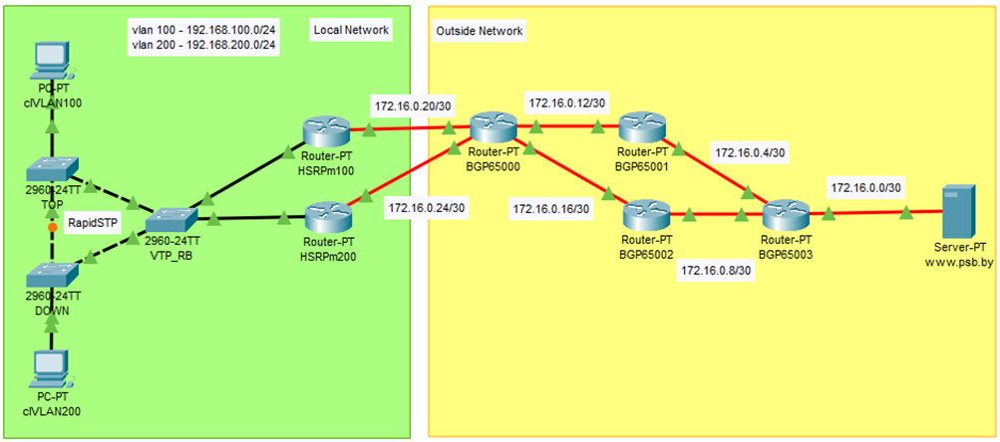 vlan 100 - 192.168.100.0/24
vlan 200 - 192.168.200.0/24
Local Network
Outside Network
PC-PT
clVLAN100
172.16.0.20/30
172.16.0.12/30
Router-PT
HSRPm100
Router-PT
BGP65000
Router-PT
BGP65001
172.16.0.4/30
2960-24TT
TOP
RapidSTP
172.16.0.24/30
172.16.0.16/30
172.16.0.0/30
2960-24TT
VTP_RB
Router-PT
HSRPm200
Router-PT
BGP65002
Router-PT
BGP65003
Server-PT
www.psb.by
172.16.0.8/30
2960-24TT
DOWN
PC-PT
clVLAN200